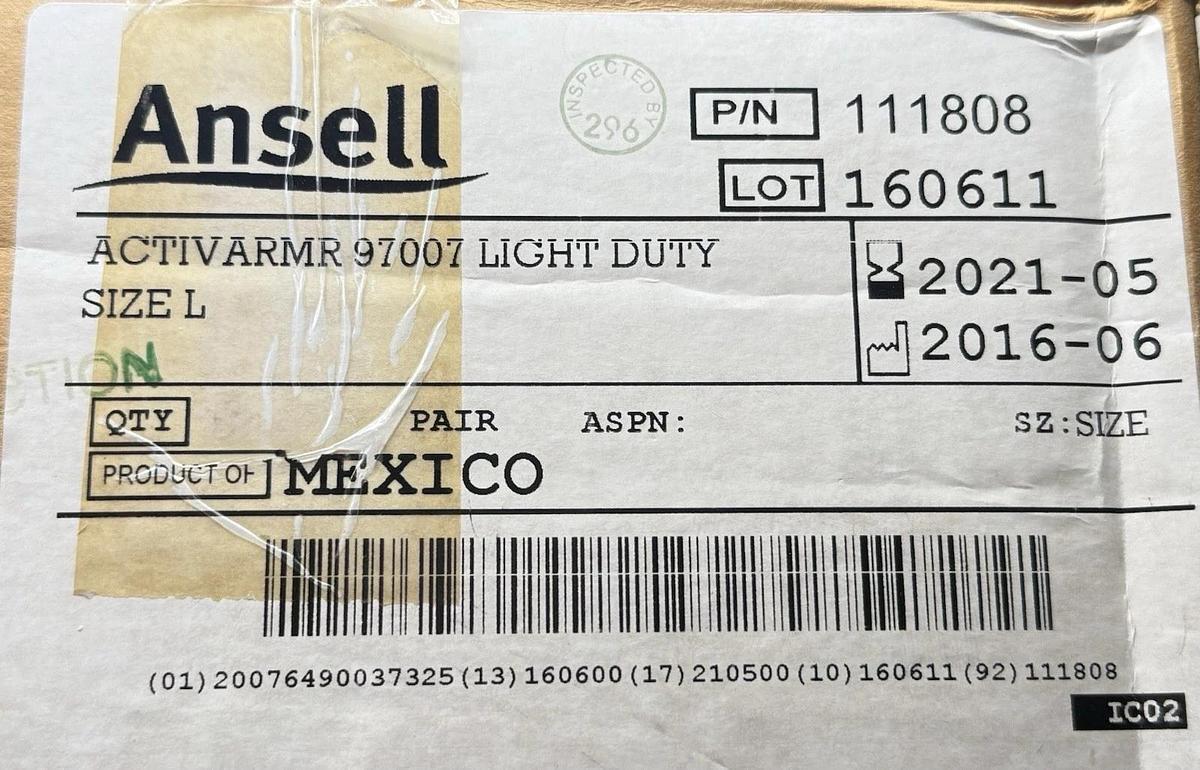 Ansell
INSPECTED BY
296
P/N 111808
LOT 160611
ACTIVARMR 97007 LIGHT DUTY
SIZE L
2021-05
2016-06
TION
QTY PAIR ASPN: SZ:SIZE
PRODUCT OF MEXICO
(01)20076490037325(13)160600(17)210500(10)160611(92)111808
IC02